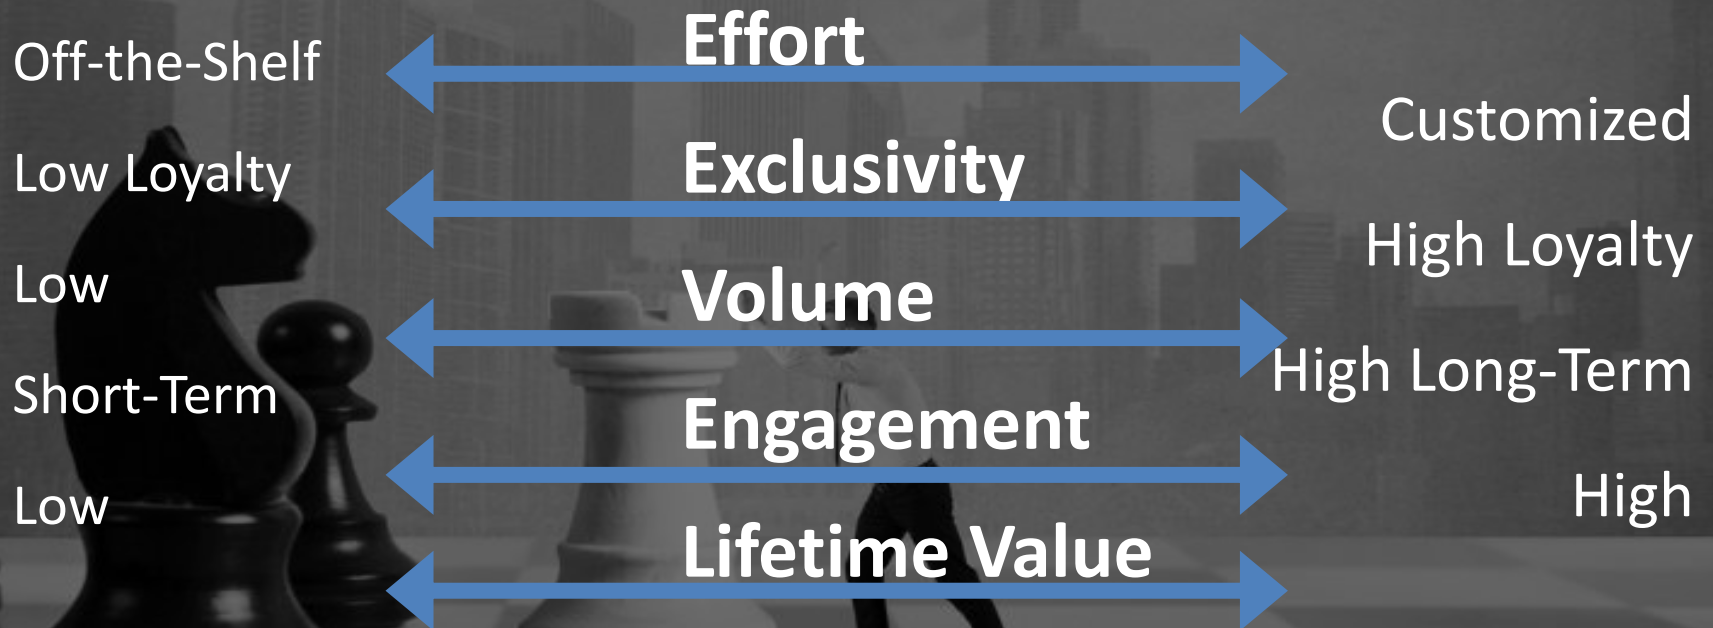 Off-the-Shelf
Low Loyalty
Low
Short-Term
Low
Effort
Exclusivity
Volume
Engagement
Lifetime Value
Customized
High Loyalty
High Long-Term
High